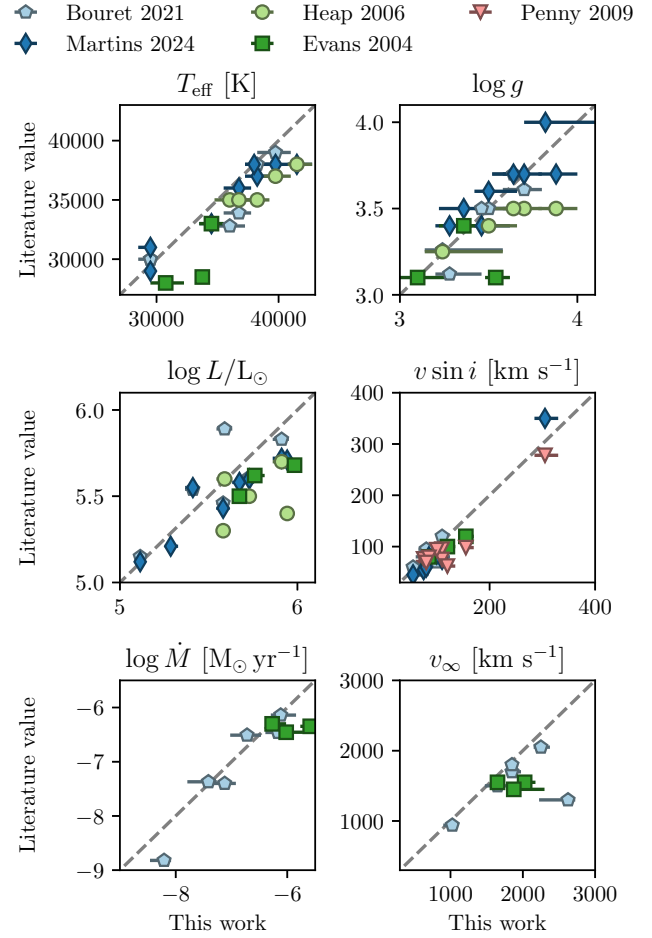 Bouret 2021 Heap 2006 Penny 2009
Martins 2024 Evans 2004
T_eff [K] log g
Literature value
40000
35000
30000
30000 40000
4.0
3.5
3.0
3 4
log L/L⊙ v sin i [km s⁻¹]
Literature value
6.0
5.5
5.0
5 6
400
300
200
100
200 400
log Ṁ [M⊙ yr⁻¹] v∞ [km s⁻¹]
Literature value
−6
−7
−8
−9
−8 −6
3000
2000
1000
1000 2000 3000
This work This work